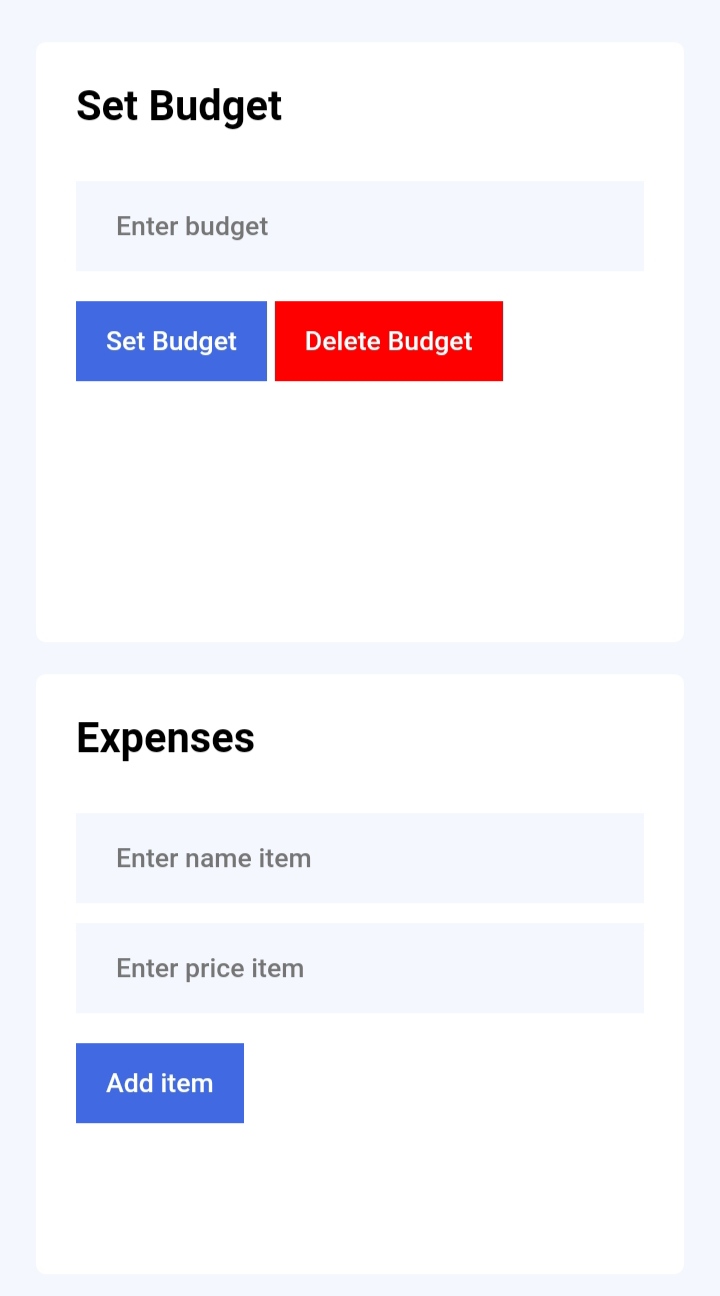 Set Budget
Enter budget
Set Budget Delete Budget
Expenses
Enter name item
Enter price item
Add item